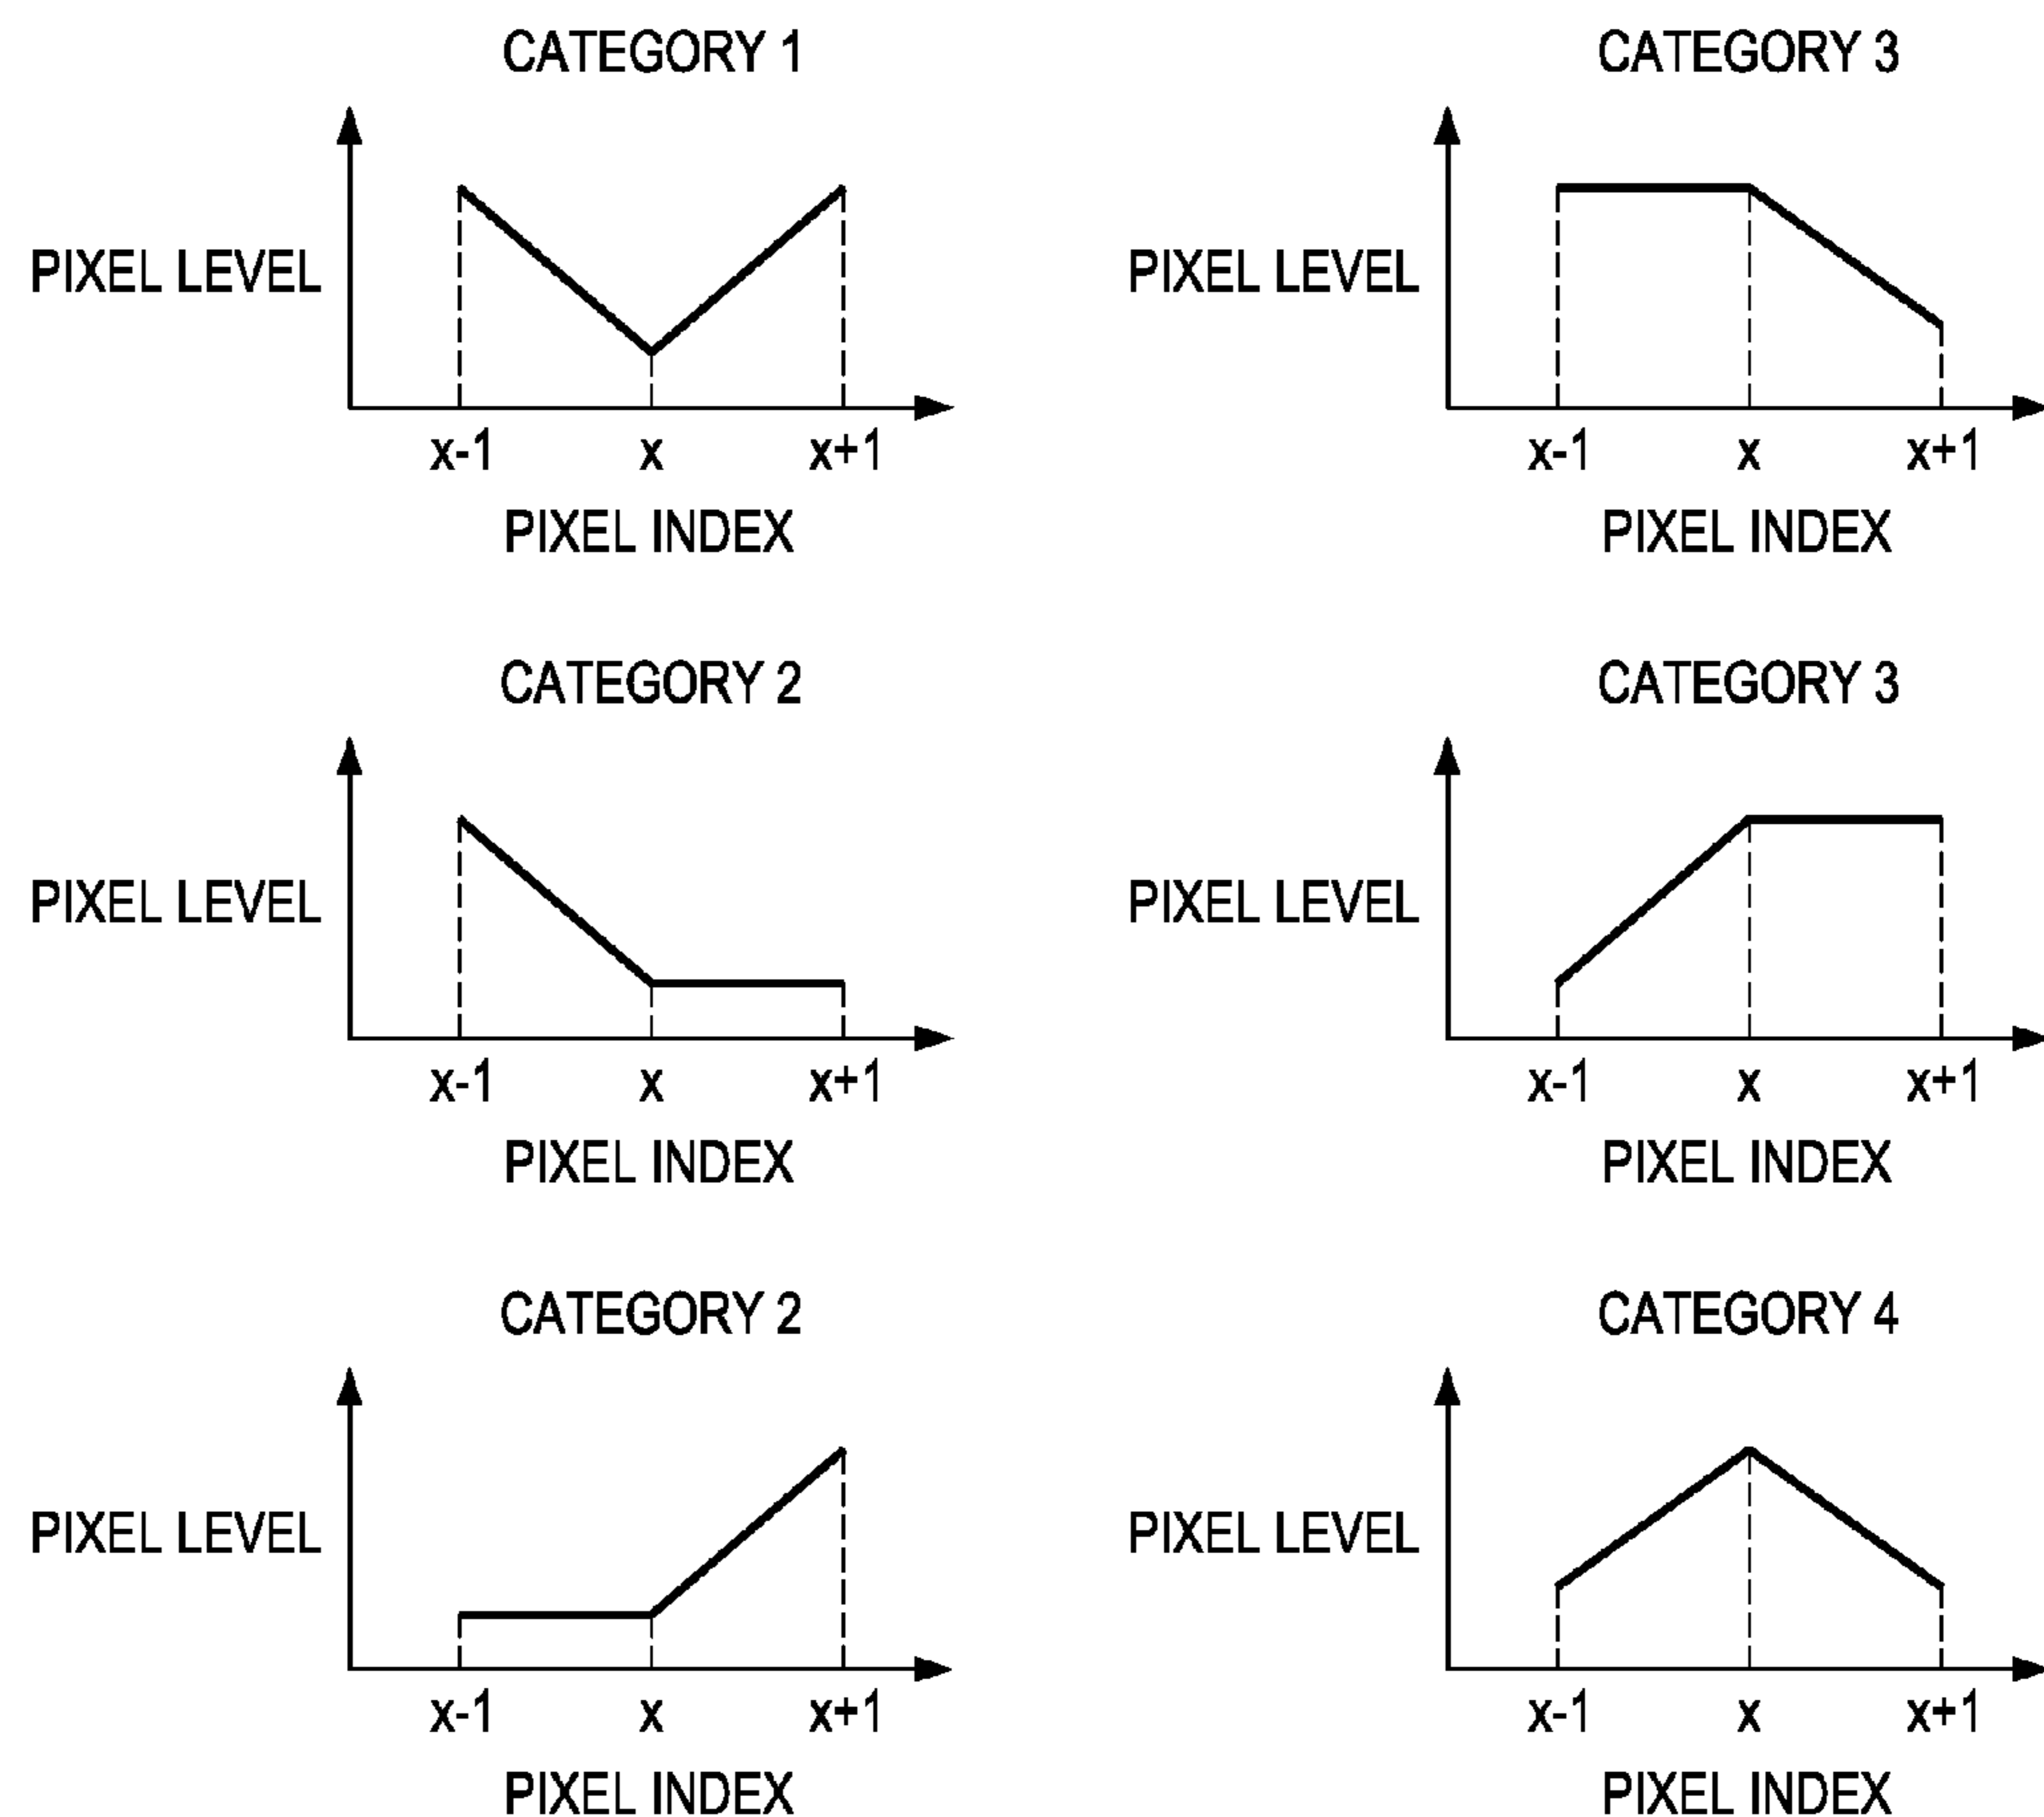 CATEGORY 1
PIXEL LEVEL
x-1 x x+1
PIXEL INDEX
CATEGORY 3
PIXEL LEVEL
x-1 x x+1
PIXEL INDEX
CATEGORY 2
PIXEL LEVEL
x-1 x x+1
PIXEL INDEX
CATEGORY 3
PIXEL LEVEL
x-1 x x+1
PIXEL INDEX
CATEGORY 2
PIXEL LEVEL
x-1 x x+1
PIXEL INDEX
CATEGORY 4
PIXEL LEVEL
x-1 x x+1
PIXEL INDEX